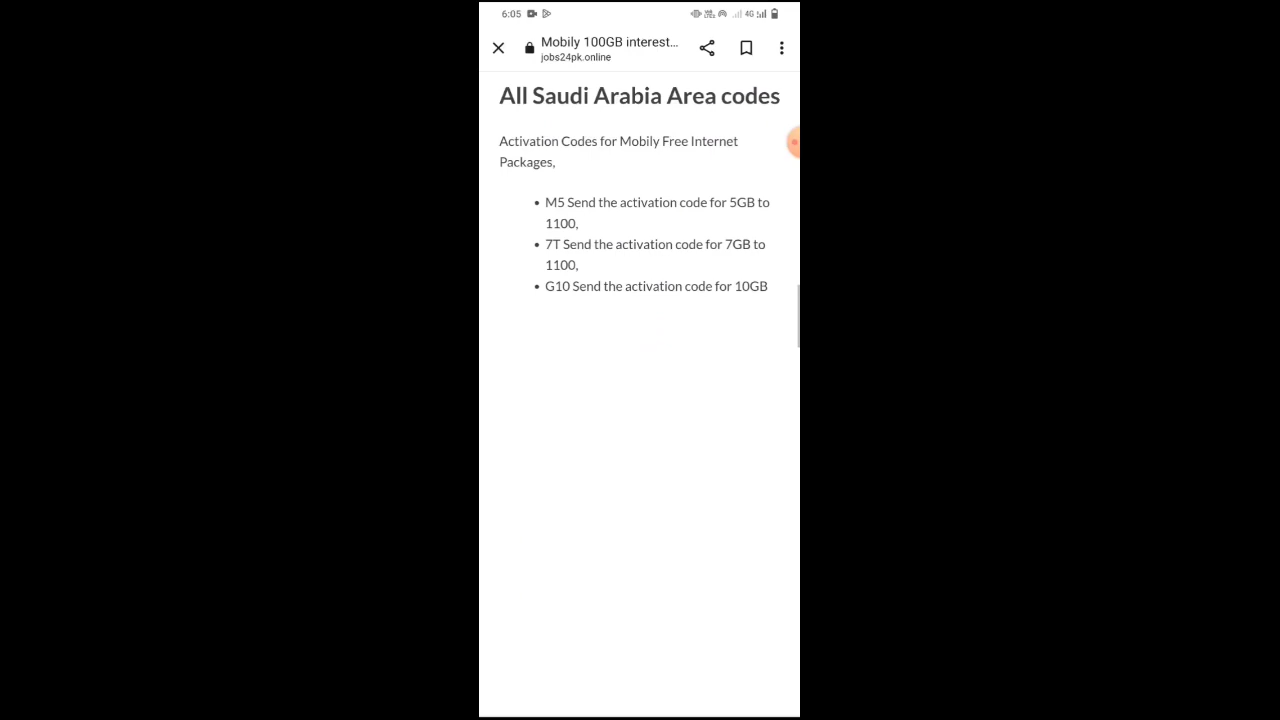 6:05
4G
Mobily 100GB interest...
jobs24pk.online
All Saudi Arabia Area codes
Activation Codes for Mobily Free Internet
Packages,
• M5 Send the activation code for 5GB to
1100,
• 7T Send the activation code for 7GB to
1100,
• G10 Send the activation code for 10GB